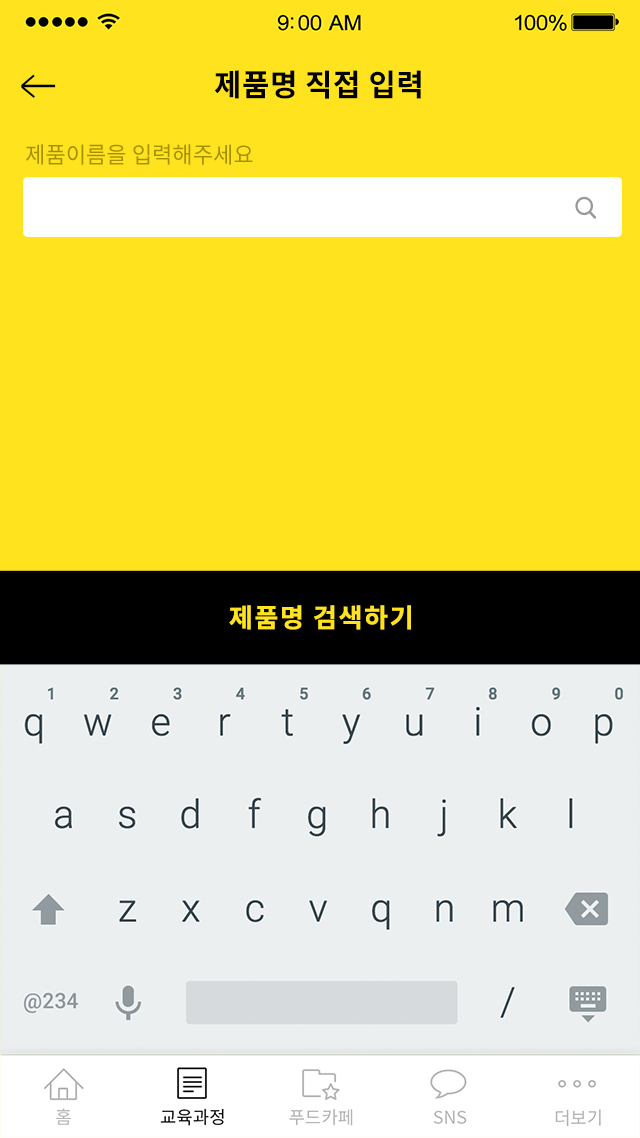 9:00 AM 100%
제품명 직접 입력
제품이름을 입력해주세요
제품명 검색하기
1 2 3 4 5 6 7 8 9 0
q w e r t y u i o p
a s d f g h j k l
z x c v q n m
@234 /
홈 교육과정 푸드카페 SNS 더보기